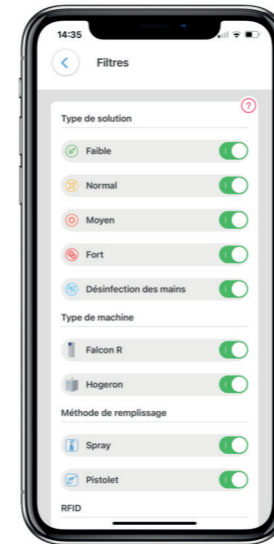 14:35
Filtres
?
Type de solution
Faible
Normal
Moyen
Fort
Désinfection des mains
Type de machine
Falcon R
Hogeron
Méthode de remplissage
Spray
Pistolet
RFID